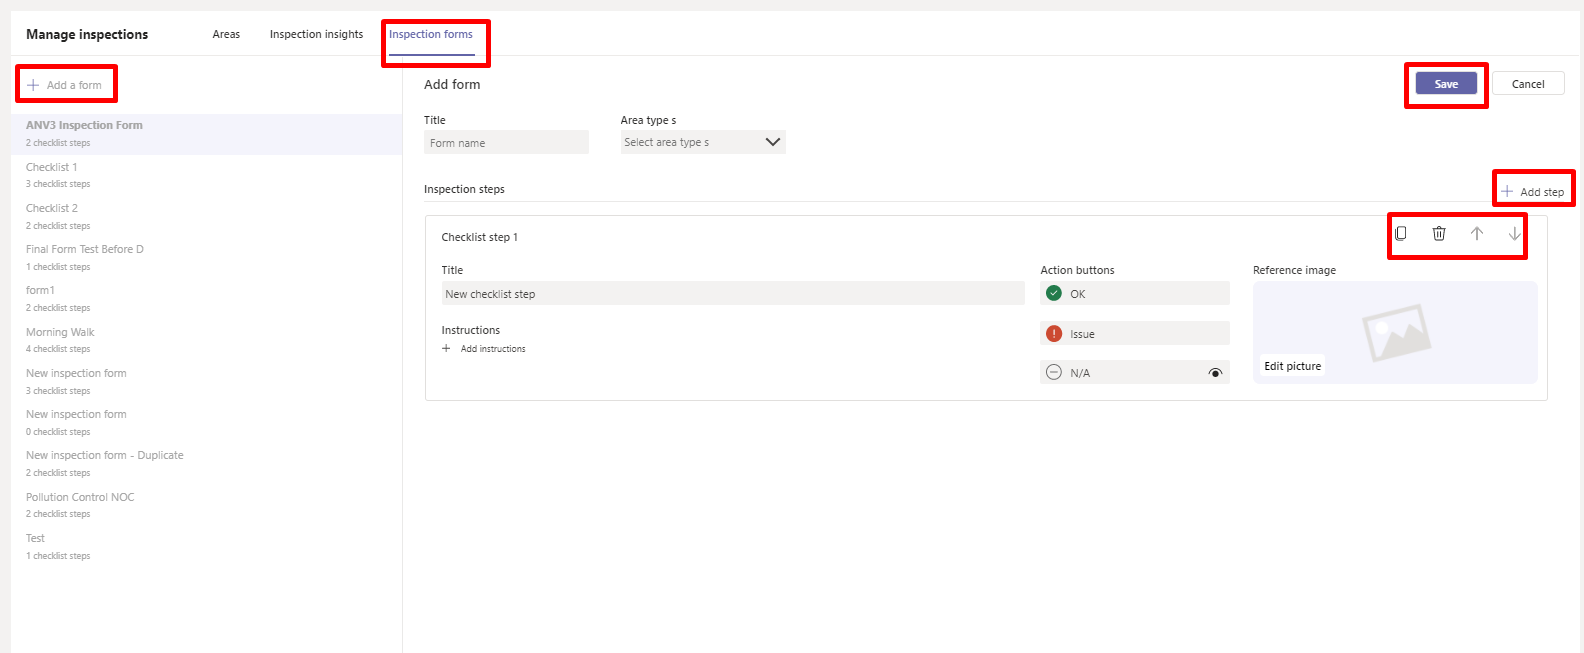 Manage inspections
Areas
Inspection insights
Inspection forms
Add a form
ANV3 Inspection Form
2 checklist steps
Checklist 1
3 checklist steps
Checklist 2
2 checklist steps
Final Form Test Before D
1 checklist steps
form1
2 checklist steps
Morning Walk
4 checklist steps
New inspection form
3 checklist steps
New inspection form
0 checklist steps
New inspection form - Duplicate
2 checklist steps
Pollution Control NOC
2 checklist steps
Test
1 checklist steps
Add form
Save
Cancel
Title
Area type s
Form name
Select area type s
Inspection steps
Add step
Checklist step 1
Title
New checklist step
Instructions
Add instructions
Action buttons
OK
Issue
N/A
Reference image
Edit picture